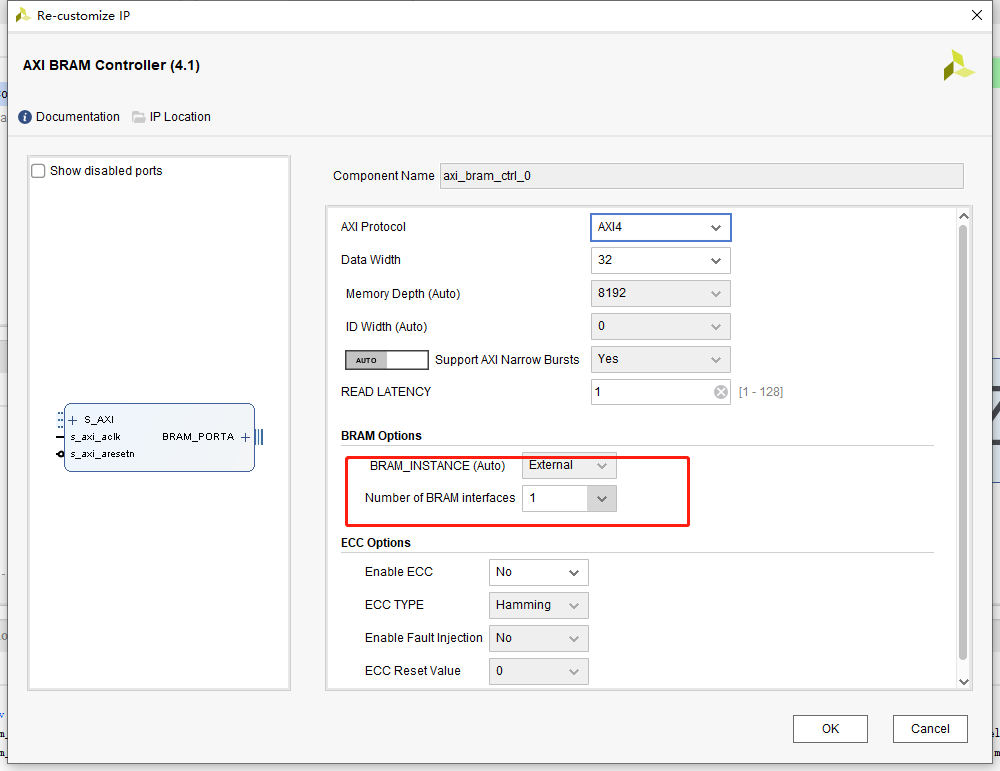 Re-customize IP
AXI BRAM Controller (4.1)
Documentation IP Location
Show disabled ports
S_AXI
s_axi_aclk BRAM_PORTA
s_axi_aresetn
Component Name axi_bram_ctrl_0
AXI Protocol AXI4
Data Width 32
Memory Depth (Auto) 8192
ID Width (Auto) 0
AUTO Support AXI Narrow Bursts Yes
READ LATENCY 1 [1 - 128]
BRAM Options
BRAM_INSTANCE (Auto) External
Number of BRAM interfaces 1
ECC Options
Enable ECC No
ECC TYPE Hamming
Enable Fault Injection No
ECC Reset Value 0
OK Cancel